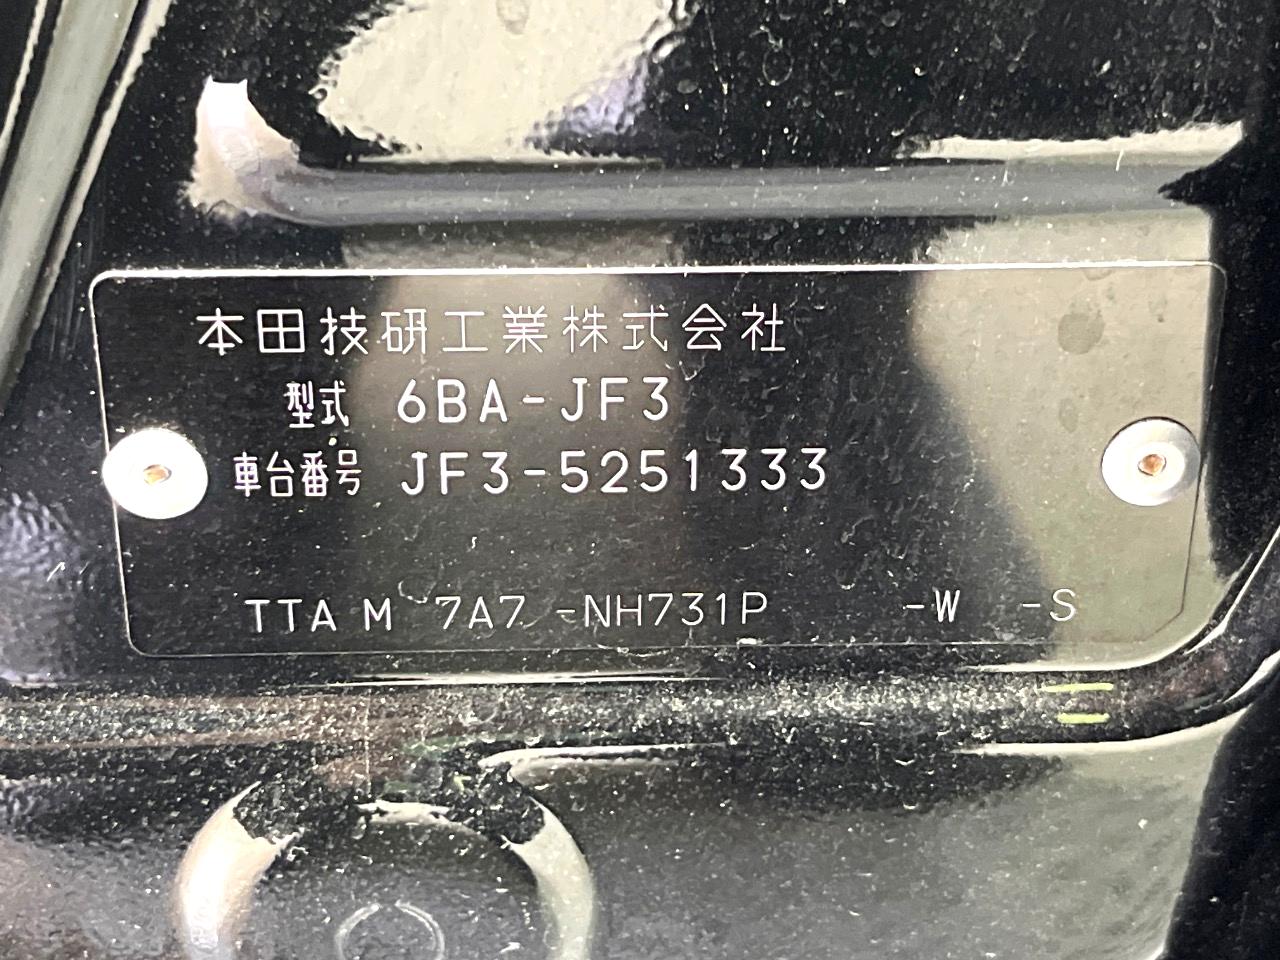 本田技研工業株式会社
型式 6BA-JF3
車台番号 JF3-5251333
TTA M 7A7 -NH731P -W -S